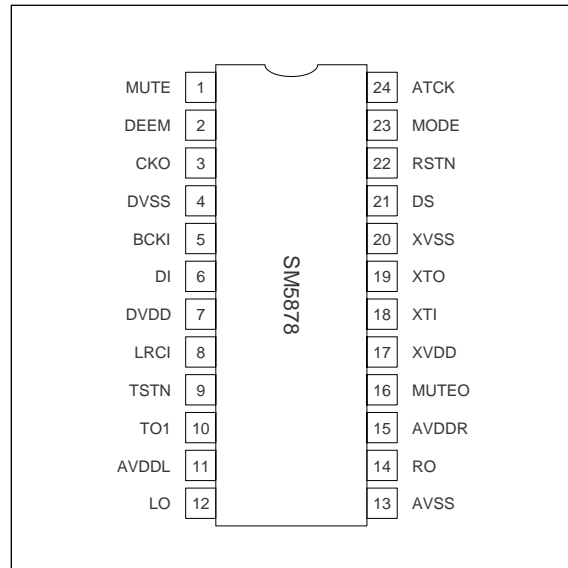 MUTE 1 24 ATCK
DEEM 2 23 MODE
CKO 3 22 RSTN
DVSS 4 21 DS
BCKI 5 20 XVSS
DI 6 19 XTO
DVDD 7 18 XTI
LRCI 8 17 XVDD
TSTN 9 16 MUTEO
TO1 10 15 AVDDR
AVDDL 11 14 RO
LO 12 13 AVSS
SM5878